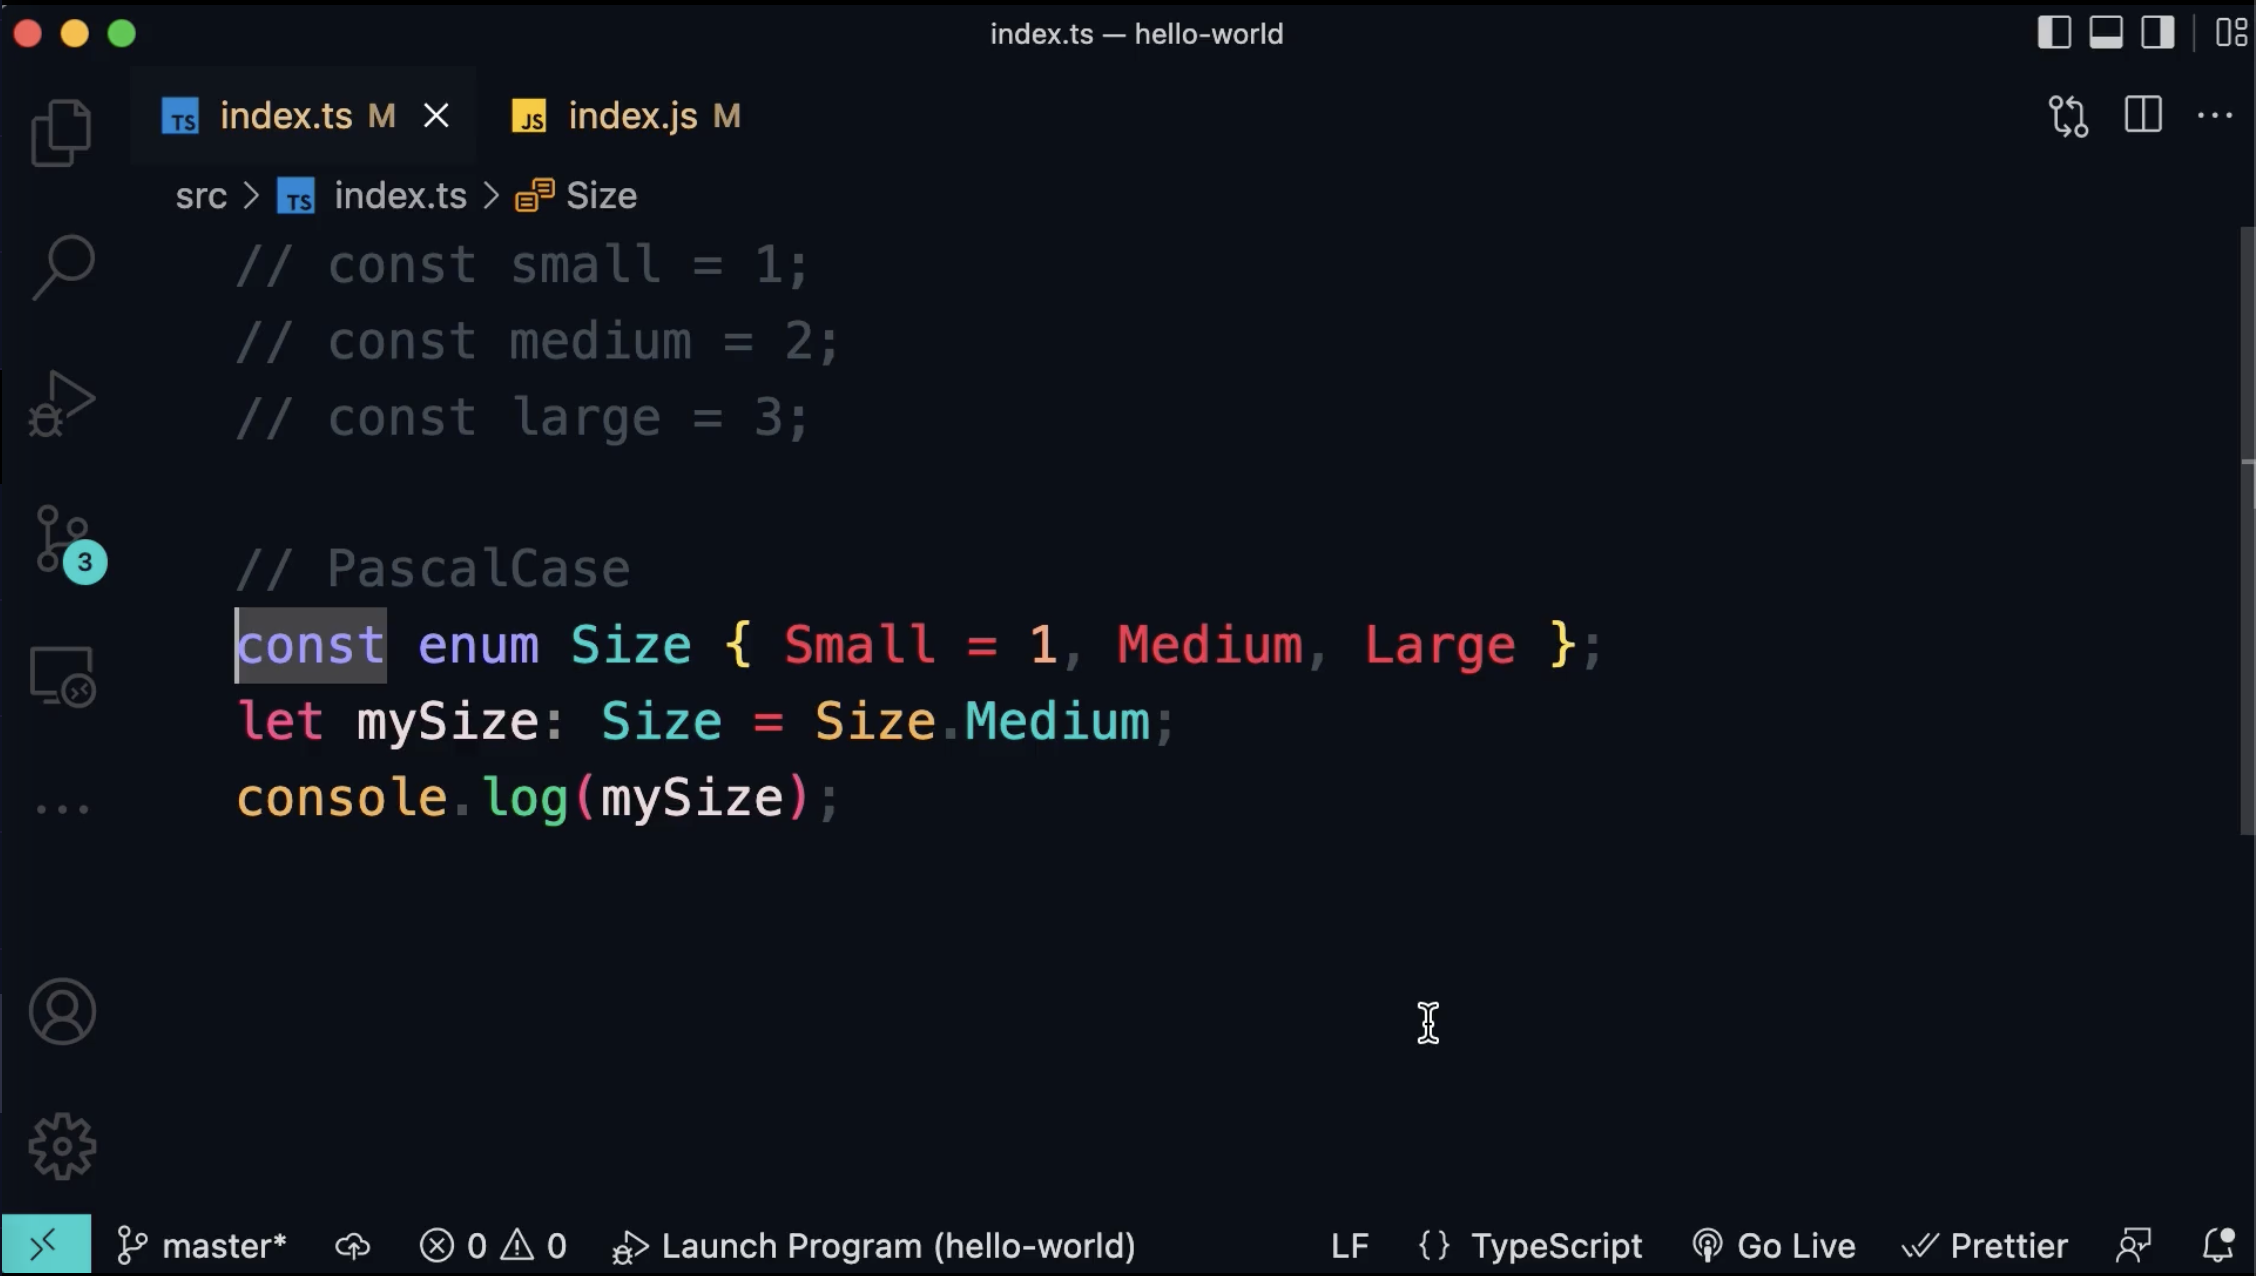 index.ts — hello-world
TS index.ts M JS index.js M
src > TS index.ts > Size
// const small = 1;
// const medium = 2;
// const large = 3;
3
// PascalCase
const enum Size { Small = 1, Medium, Large };
let mySize: Size = Size.Medium;
console.log(mySize);
master* 0 0 Launch Program (hello-world) LF {} TypeScript Go Live Prettier